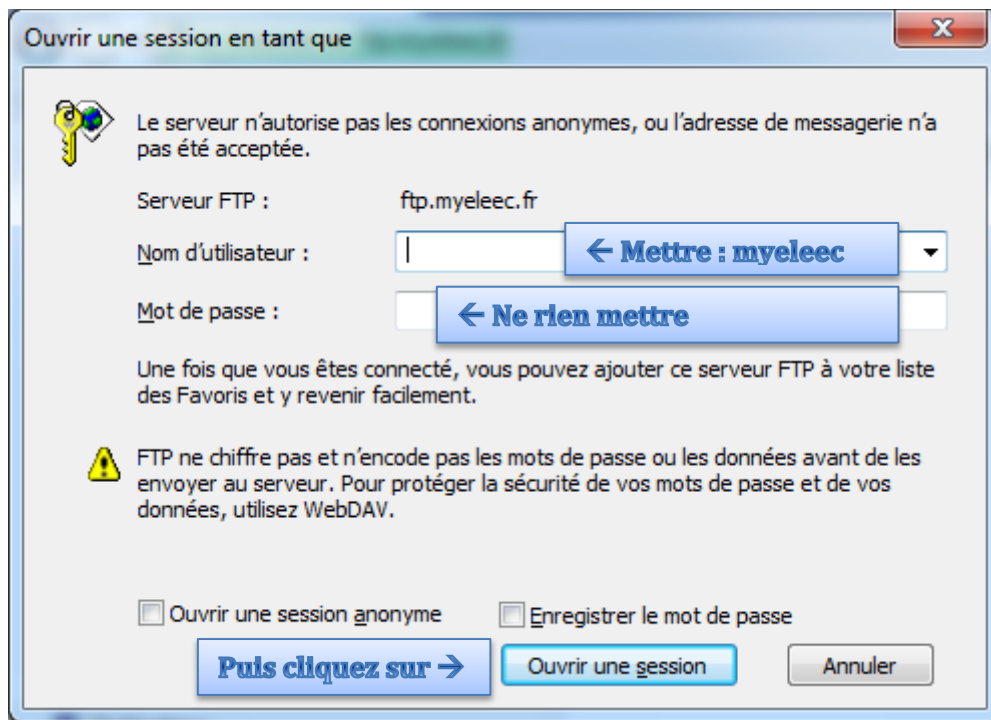 Ouvrir une session en tant que
Le serveur n'autorise pas les connexions anonymes, ou l'adresse de messagerie n'a
pas été acceptée.
Serveur FTP : ftp.myeleec.fr
Nom d'utilisateur : ← Mettre : myeleec
Mot de passe : ← Ne rien mettre
Une fois que vous êtes connecté, vous pouvez ajouter ce serveur FTP à votre liste
des Favoris et y revenir facilement.
FTP ne chiffre pas et n'encode pas les mots de passe ou les données avant de les
envoyer au serveur. Pour protéger la sécurité de vos mots de passe et de vos
données, utilisez WebDAV.
Ouvrir une session anonyme Enregistrer le mot de passe
Puis cliquez sur → Ouvrir une session Annuler